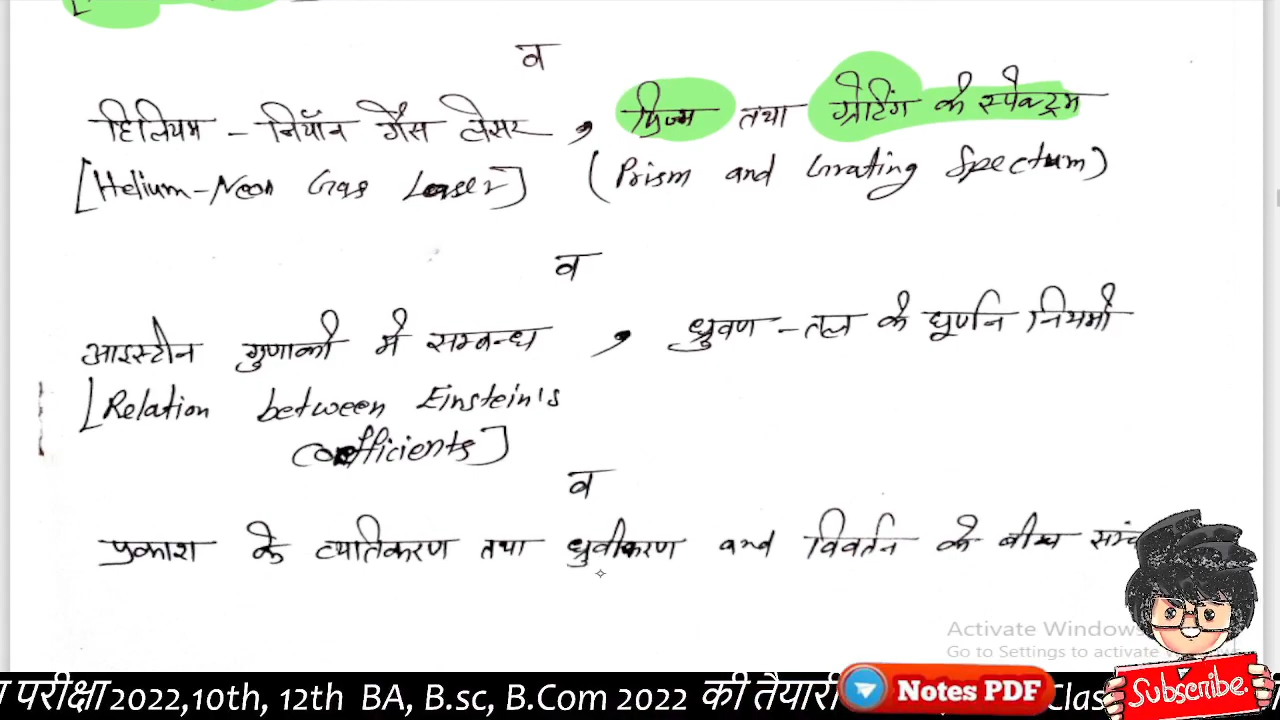 व
हिलियम - नियॉन गैस लेसर , प्रिज्म तथा ग्रेटिंग के स्पेक्ट्रम
[Helium-Neon Gas Laser] (Prism and Grating Spectum)
व
आइस्टीन गुणाकों में सम्बन्ध , ध्रुवण - तल के घूर्णन नियमों
[Relation between Einstein's
Coefficients]
व
प्रकाश के व्यतिकरण तथा ध्रुवीकरण and विवर्तन के बीच
Activate Windows
Go to Settings to activate
परीक्षा 2022,10th, 12th BA, B.sc, B.Com 2022 की तैयारी
Notes PDF
Subscribe.